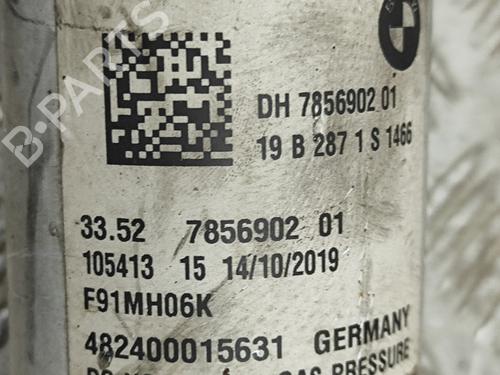 B-PARTS
DH 7856902 01
19 B 287 1 S 1466
33.52 7856902 01
105413 15 14/10/2019
F91MH06K
482400015631 GERMANY
GAS PRESSURE